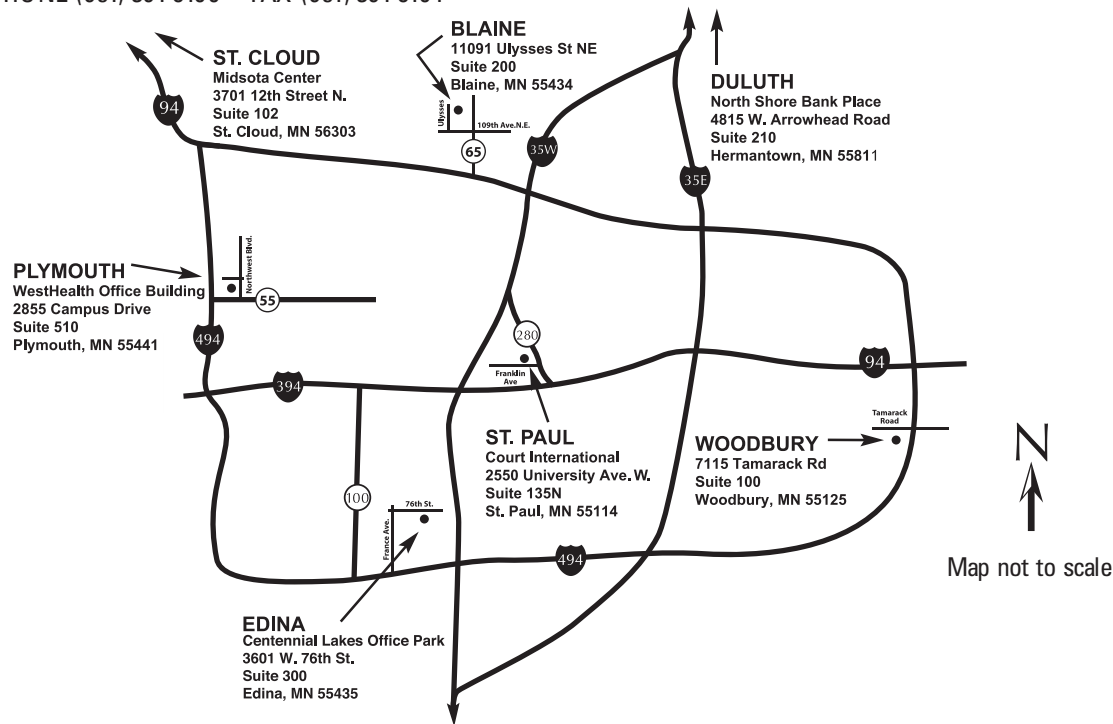 BLAINE
11091 Ulysses St NE
Suite 200
Blaine, MN 55434
ST. CLOUD
Midsota Center
3701 12th Street N.
Suite 102
St. Cloud, MN 56303
DULUTH
North Shore Bank Place
4815 W. Arrowhead Road
Suite 210
Hermantown, MN 55811
94
Ulysses
109th Ave.N.E.
65
35W
35E
PLYMOUTH
WestHealth Office Building
2855 Campus Drive
Suite 510
Plymouth, MN 55441
Northwest Blvd.
55
494
280
Franklin
Ave
394
94
ST. PAUL
Court International
2550 University Ave. W.
Suite 135N
St. Paul, MN 55114
WOODBURY
7115 Tamarack Rd
Suite 100
Woodbury, MN 55125
Tamarack
Road
N
Map not to scale
100
76th St.
France Ave.
494
EDINA
Centennial Lakes Office Park
3601 W. 76th St.
Suite 300
Edina, MN 55435